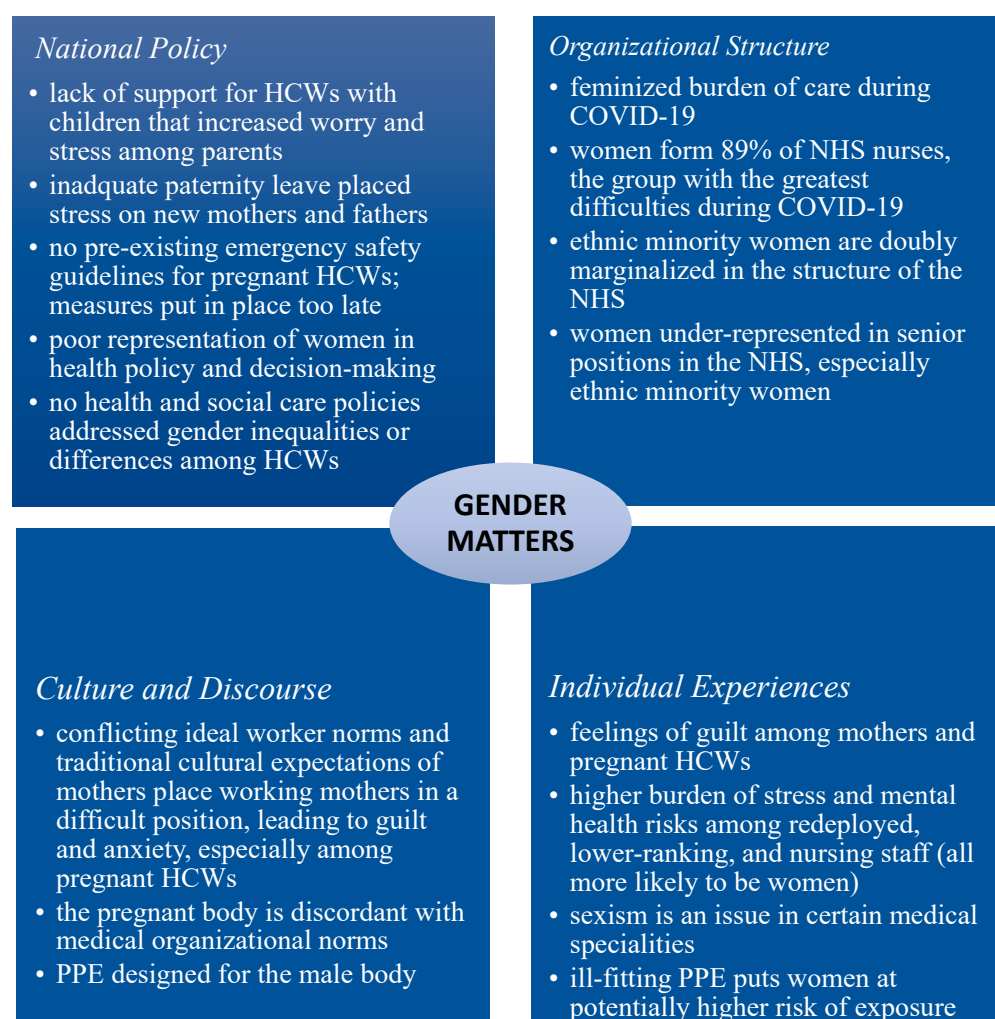 National Policy
• lack of support for HCWs with
children that increased worry and
stress among parents
• inadquate paternity leave placed
stress on new mothers and fathers
• no pre-existing emergency safety
guidelines for pregnant HCWs;
measures put in place too late
• poor representation of women in
health policy and decision-making
• no health and social care policies
addressed gender inequalities or
differences among HCWs
Organizational Structure
• feminized burden of care during
COVID-19
• women form 89% of NHS nurses,
the group with the greatest
difficulties during COVID-19
• ethnic minority women are doubly
marginalized in the structure of the
NHS
• women under-represented in senior
positions in the NHS, especially
ethnic minority women
GENDER
MATTERS
Culture and Discourse
• conflicting ideal worker norms and
traditional cultural expectations of
mothers place working mothers in a
difficult position, leading to guilt
and anxiety, especially among
pregnant HCWs
• the pregnant body is discordant with
medical organizational norms
• PPE designed for the male body
Individual Experiences
• feelings of guilt among mothers and
pregnant HCWs
• higher burden of stress and mental
health risks among redeployed,
lower-ranking, and nursing staff (all
more likely to be women)
• sexism is an issue in certain medical
specialities
• ill-fitting PPE puts women at
potentially higher risk of exposure